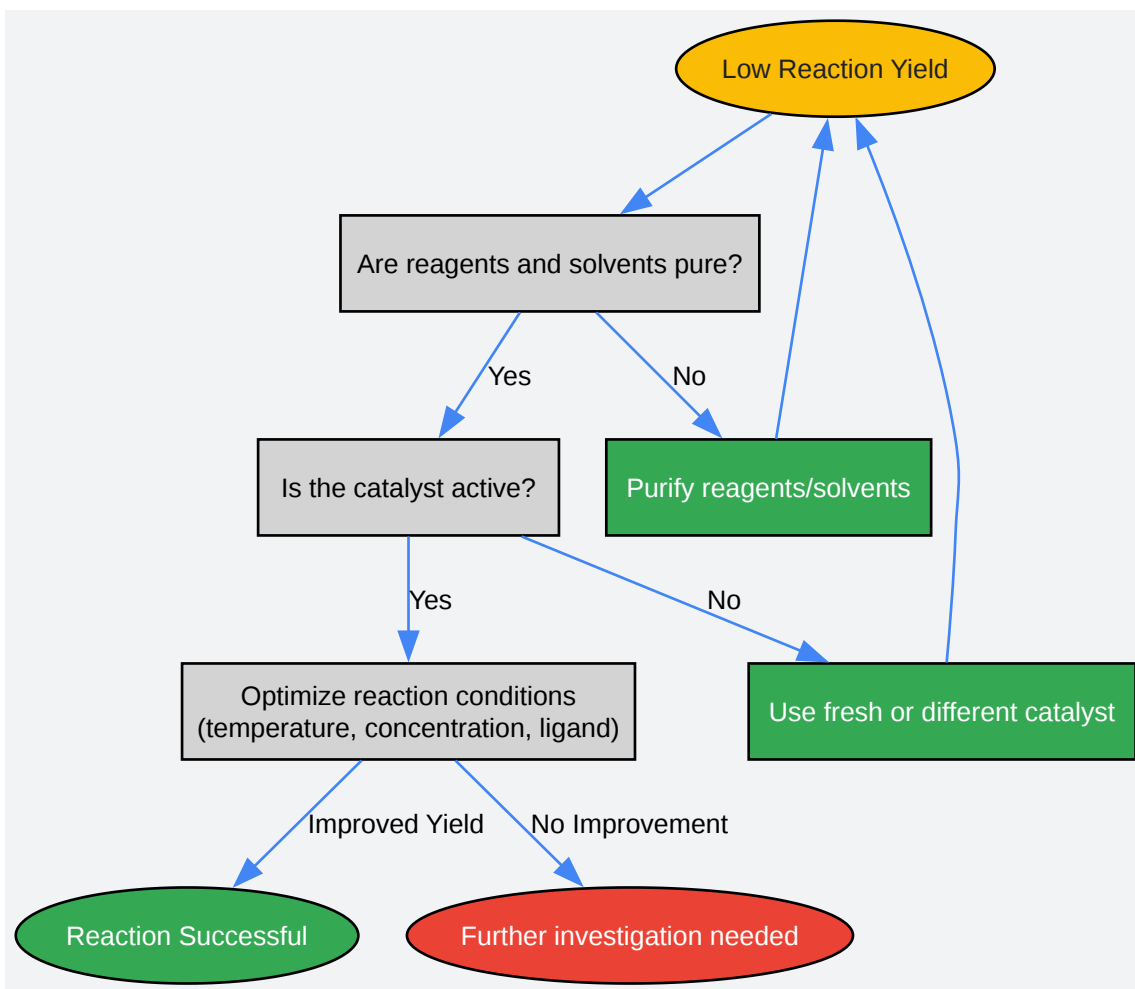 Low Reaction Yield
Are reagents and solvents pure?
Yes
No
Is the catalyst active?
Purify reagents/solvents
Yes
No
Optimize reaction conditions
(temperature, concentration, ligand)
Use fresh or different catalyst
Improved Yield
No Improvement
Reaction Successful
Further investigation needed